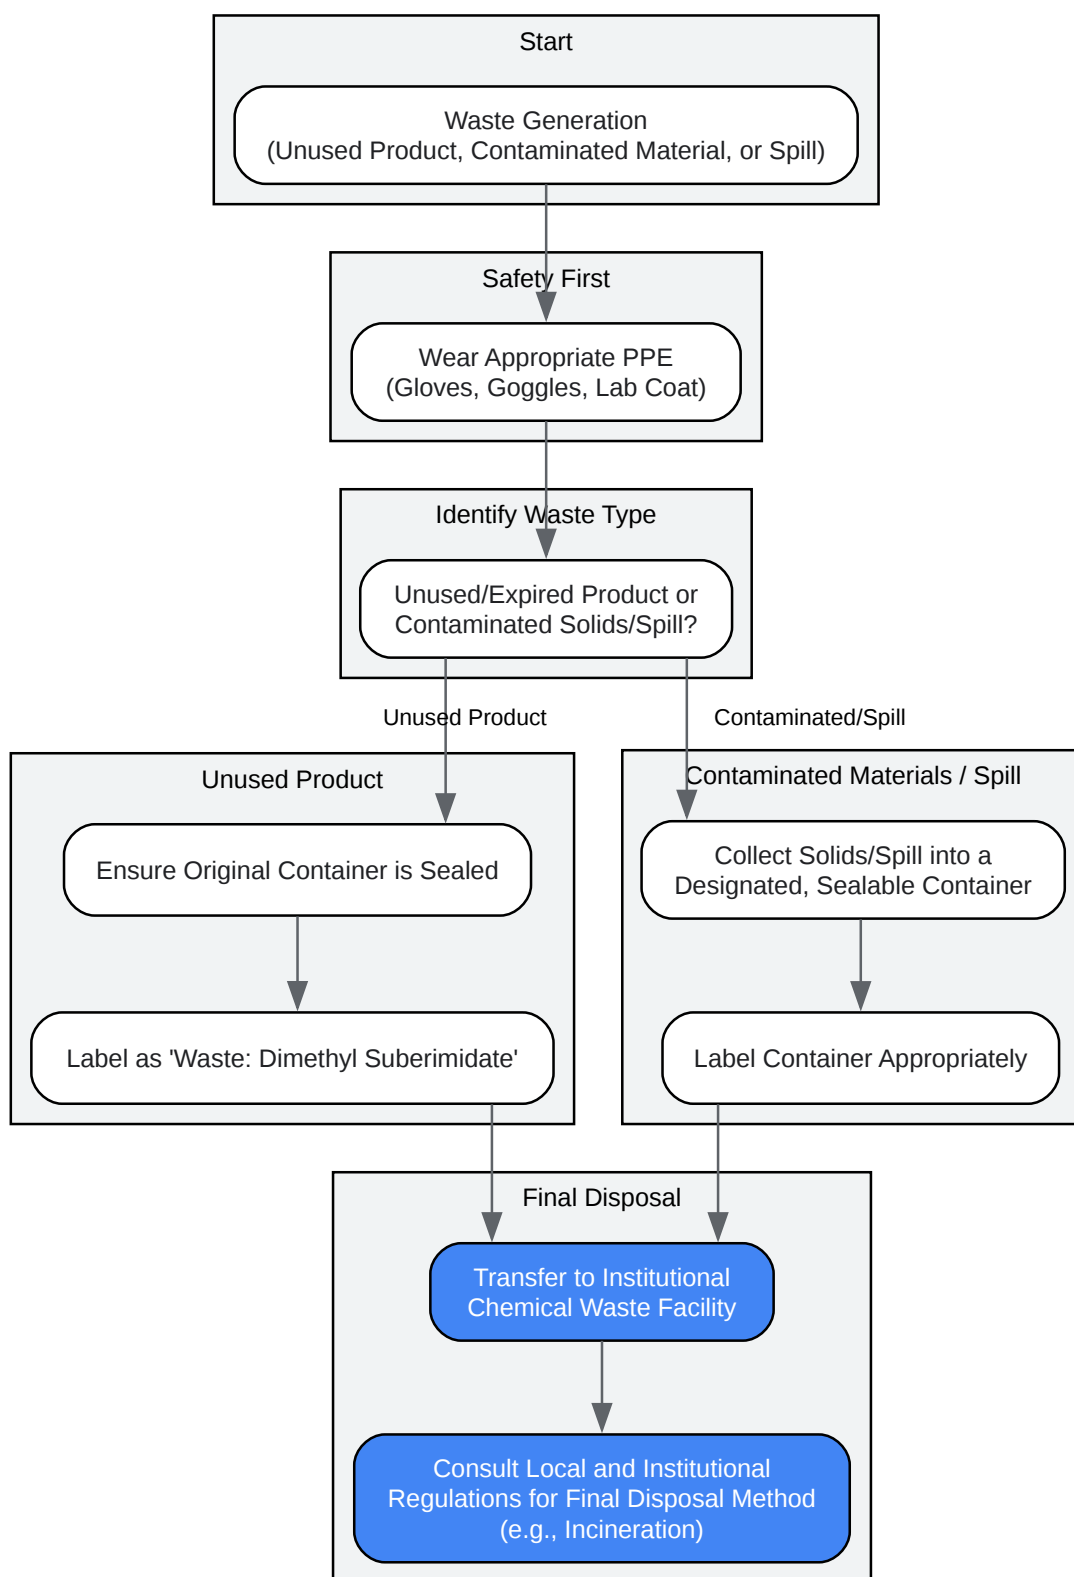 Start
Waste Generation
(Unused Product, Contaminated Material, or Spill)
Safety First
Wear Appropriate PPE
(Gloves, Goggles, Lab Coat)
Identify Waste Type
Unused/Expired Product or
Contaminated Solids/Spill?
Unused Product
Contaminated/Spill
Unused Product
Ensure Original Container is Sealed
Label as 'Waste: Dimethyl Suberimidate'
Contaminated Materials / Spill
Collect Solids/Spill into a
Designated, Sealable Container
Label Container Appropriately
Final Disposal
Transfer to Institutional
Chemical Waste Facility
Consult Local and Institutional
Regulations for Final Disposal Method
(e.g., Incineration)